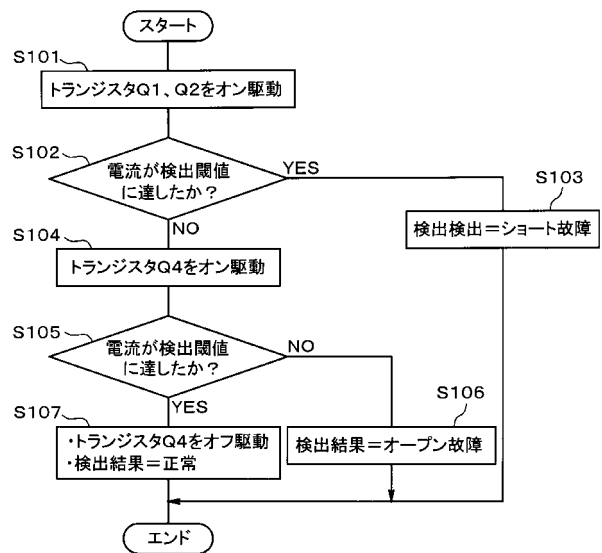 スタート
S101
トランジスタQ1、Q2をオン駆動
S102
電流が検出閾値
に達したか？
YES
S103
検出検出＝ショート故障
NO
S104
トランジスタQ4をオン駆動
S105
電流が検出閾値
に達したか？
NO
S106
検出結果＝オープン故障
YES
S107
・トランジスタQ4をオフ駆動
・検出結果＝正常
エンド